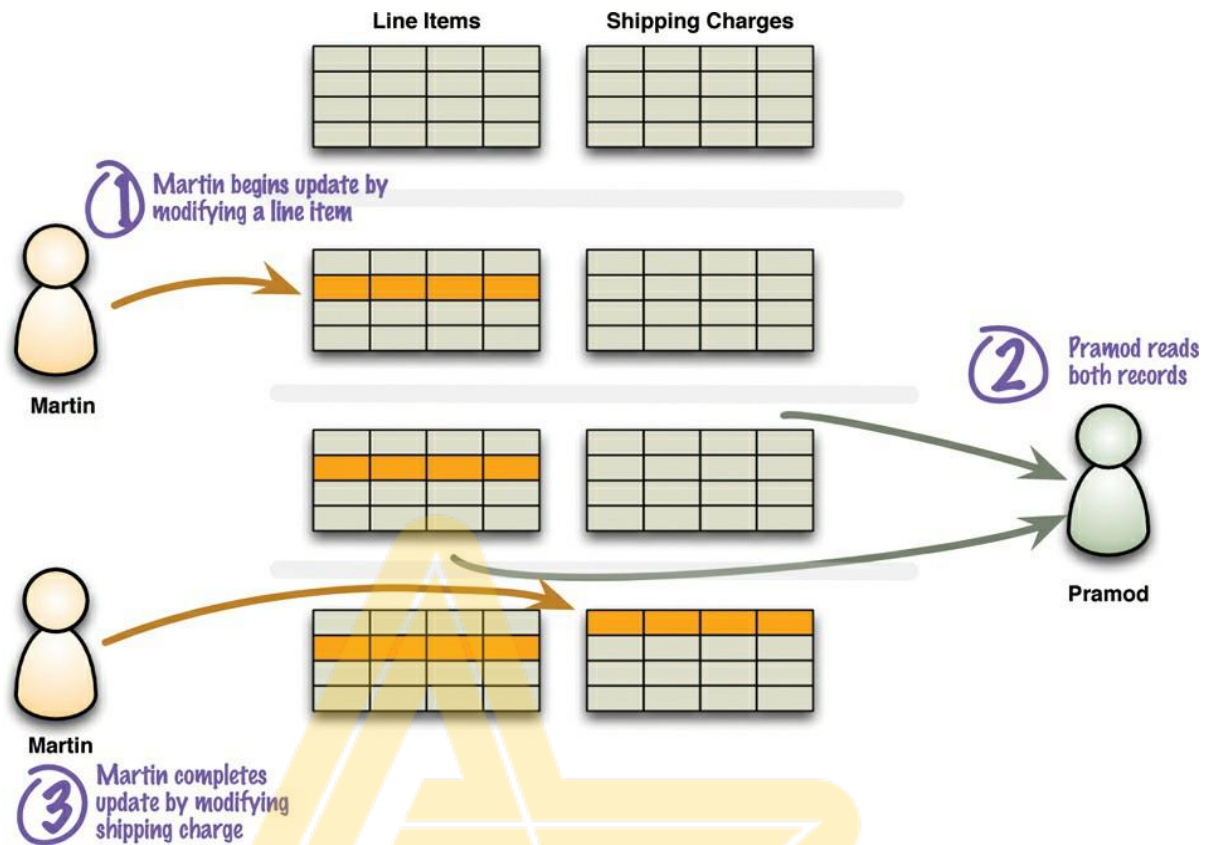 Line Items
Shipping Charges
1
Martin begins update by
modifying a line item
Martin
2
Pramod reads
both records
Pramod
Martin
3
Martin completes
update by modifying
shipping charge